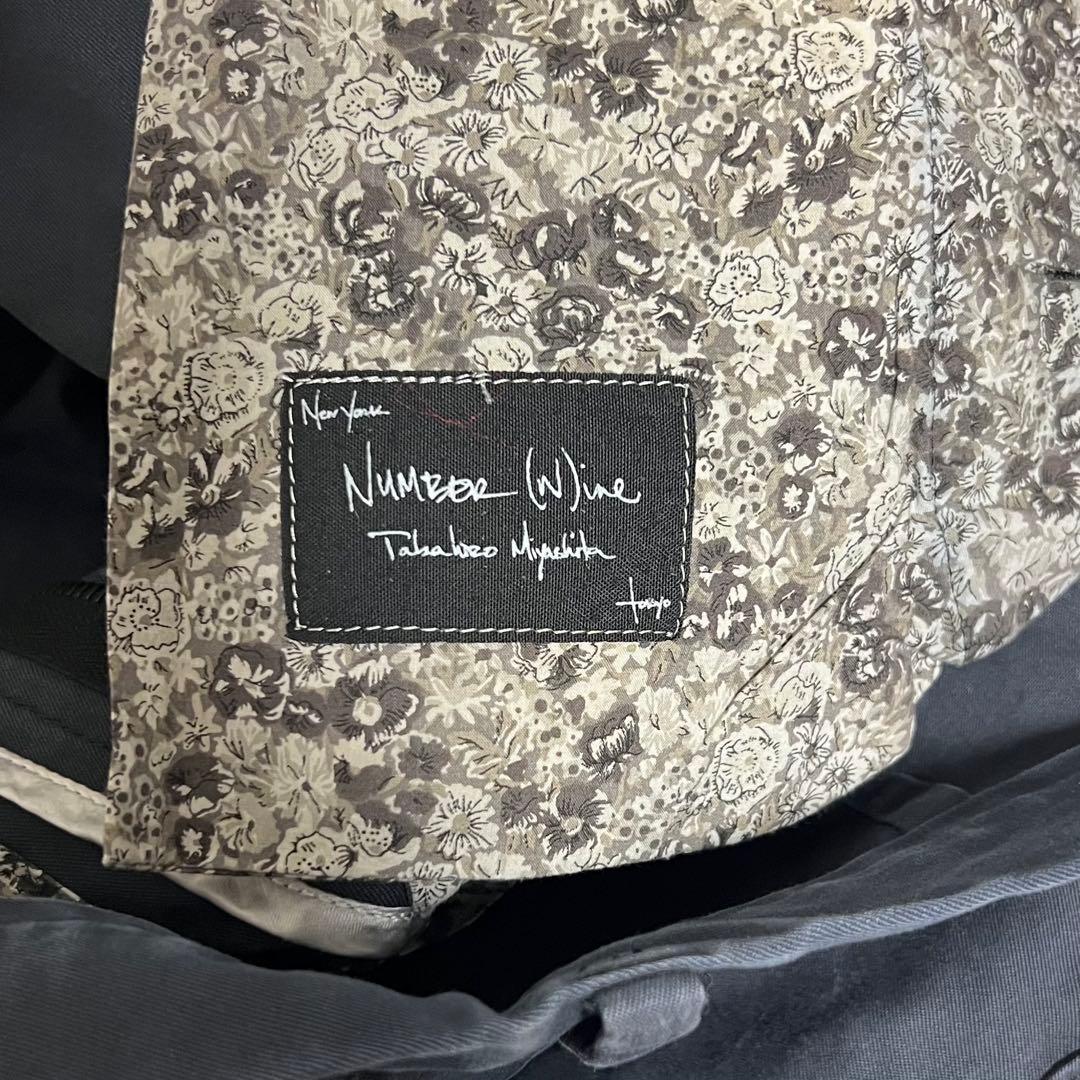 New York
NUMBER (N)ine
Takahiro Miyashita
tokyo